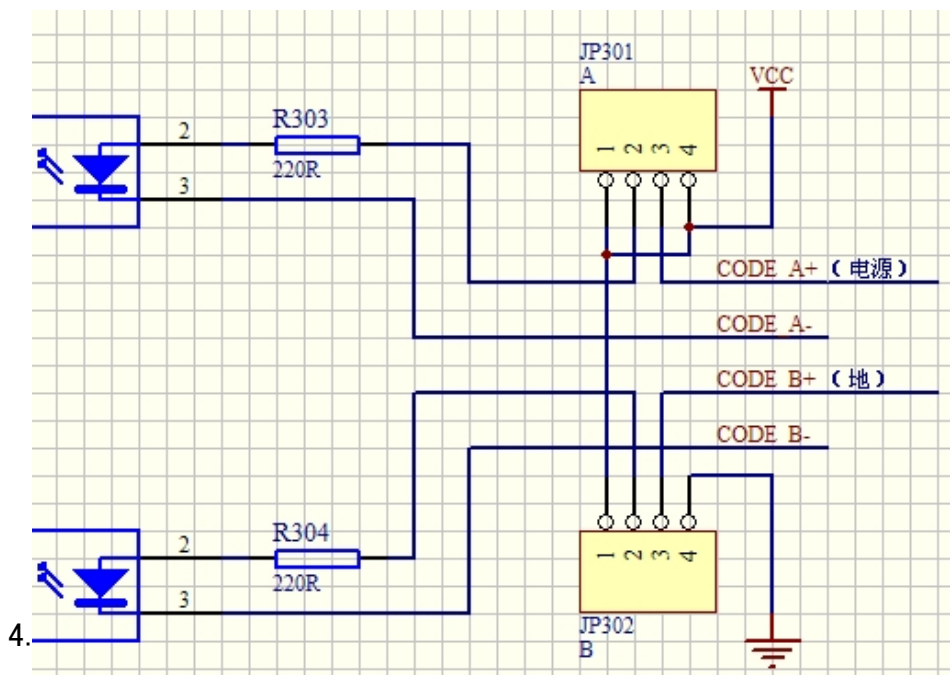 JP301
A
VCC
1 2 3 4
2
R303
220R
3
CODE A+（电源）
CODE A-
CODE B+（地）
CODE B-
2
R304
220R
3
1 2 3 4
JP302
B
4.